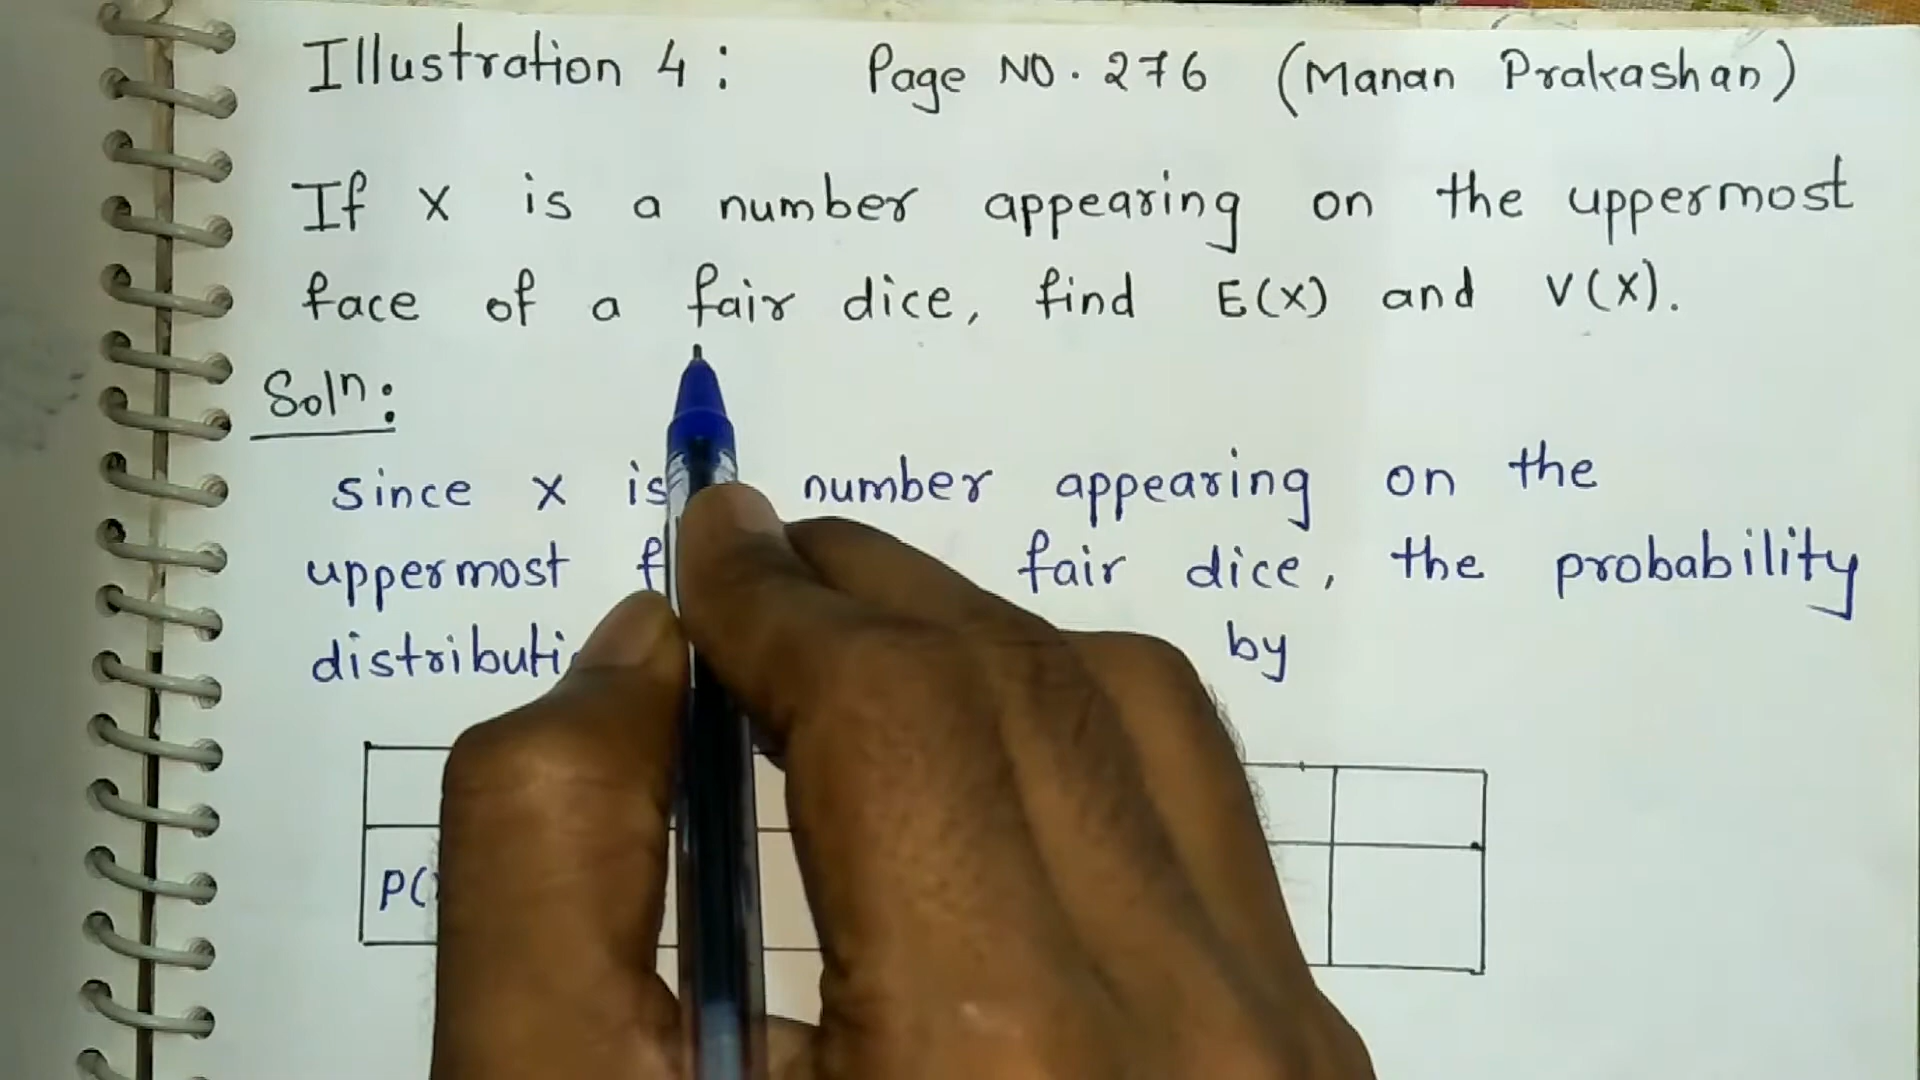 Illustration 4: Page No. 276 (Manan Prakashan)
If X is a number appearing on the uppermost
face of a fair dice, find E(X) and V(X).
Soln:
since X is number appearing on the
uppermost fair dice, the probability
by
P(